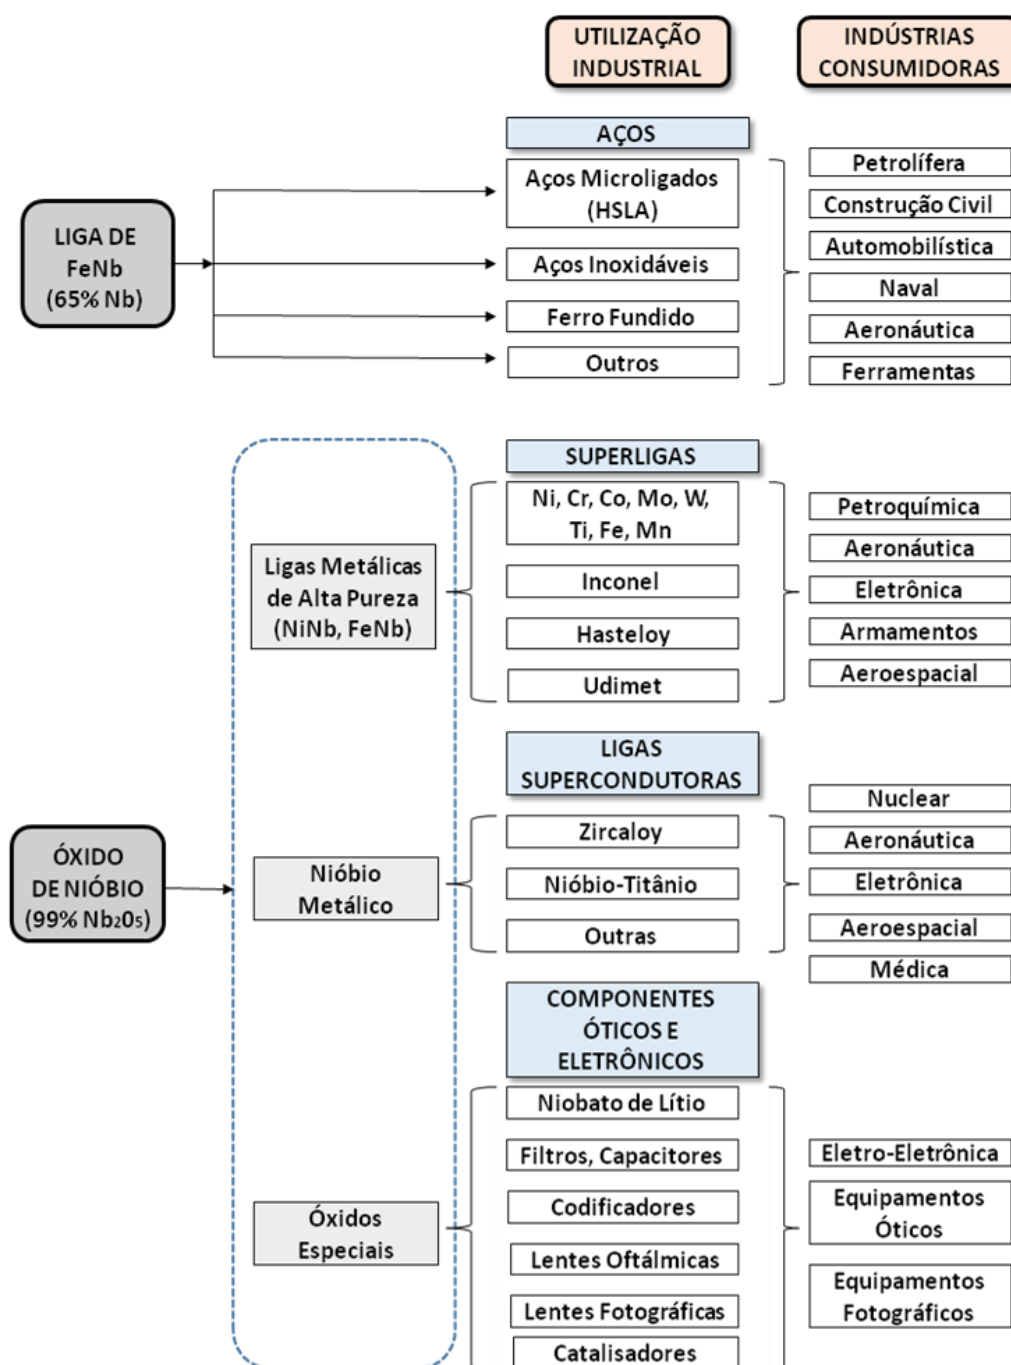 UTILIZAÇÃO
INDUSTRIAL
INDÚSTRIAS
CONSUMIDORAS
LIGA DE
FeNb
(65% Nb)
AÇOS
Aços Microligados
(HSLA)
Aços Inoxidáveis
Ferro Fundido
Outros
Petrolífera
Construção Civil
Automobilística
Naval
Aeronáutica
Ferramentas
ÓXIDO
DE NIÓBIO
(99% Nb₂0₅)
Ligas Metálicas
de Alta Pureza
(NiNb, FeNb)
SUPERLIGAS
Ni, Cr, Co, Mo, W,
Ti, Fe, Mn
Inconel
Hasteloy
Udimet
Petroquímica
Aeronáutica
Eletrônica
Armamentos
Aeroespacial
Nióbio
Metálico
LIGAS
SUPERCONDUTORAS
Zircaloy
Nióbio-Titânio
Outras
Nuclear
Aeronáutica
Eletrônica
Aeroespacial
Médica
Óxidos
Especiais
COMPONENTES
ÓTICOS E
ELETRÔNICOS
Niobato de Lítio
Filtros, Capacitores
Codificadores
Lentes Oftálmicas
Lentes Fotográficas
Catalisadores
Eletro-Eletrônica
Equipamentos
Óticos
Equipamentos
Fotográficos